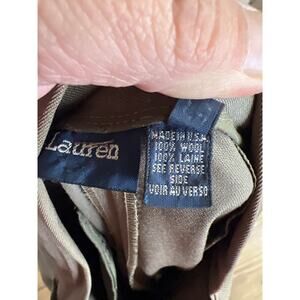 Lauren
MADE IN U.S.A.
100% WOOL
100% LAINE
SEE REVERSE
SIDE
VOIR AU VERSO